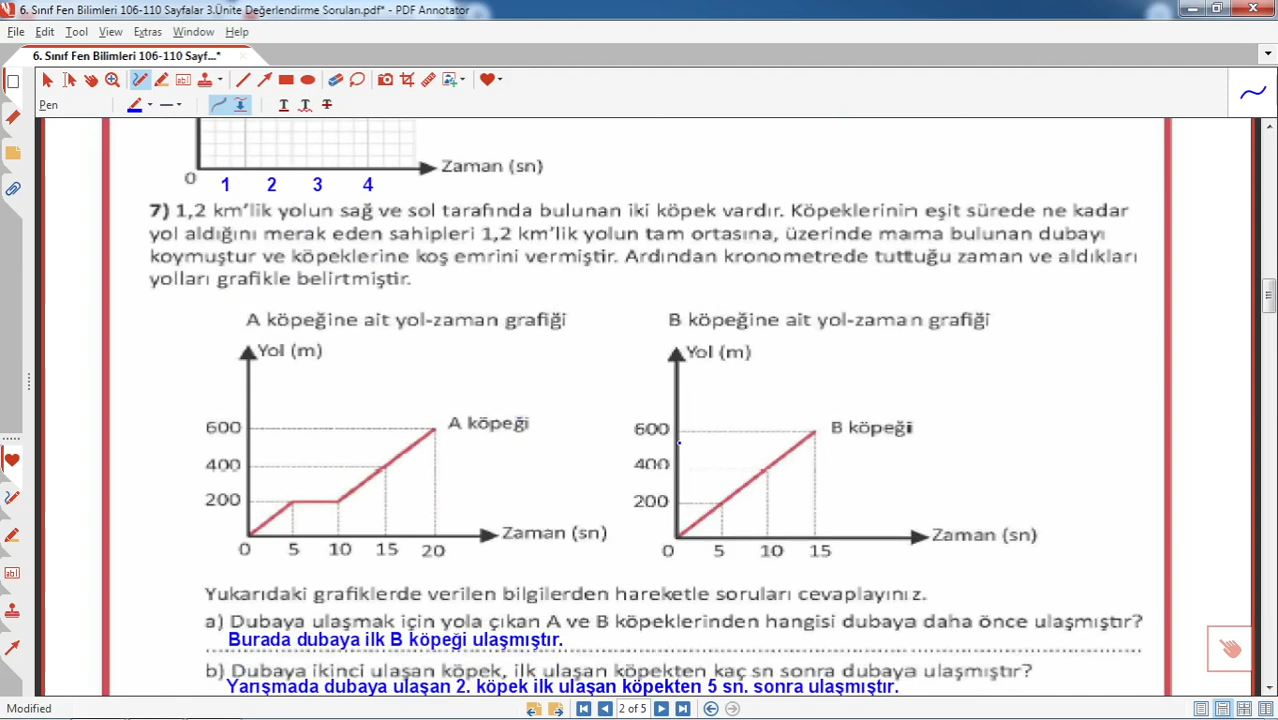 6. Sınıf Fen Bilimleri 106-110 Sayfalar 3.Ünite Değerlendirme Soruları.pdf* - PDF Annotator
File Edit Tool View Extras Window Help
6. Sınıf Fen Bilimleri 106-110 Sayf...*
Pen
0
Zaman (sn)
1 2 3 4
7) 1,2 km'lik yolun sağ ve sol tarafında bulunan iki köpek vardır. Köpeklerinin eşit sürede ne kadar
yol aldığını merak eden sahipleri 1,2 km'lik yolun tam ortasına, üzerinde mama bulunan dubayı
koymuştur ve köpeklerine koş emrini vermiştir. Ardından kronometrede tuttuğu zaman ve aldıkları
yolları grafikle belirtmiştir.
A köpeğine ait yol-zaman grafiği
Yol (m)
600
400
200
A köpeği
0 5 10 15 20
Zaman (sn)
B köpeğine ait yol-zaman grafiği
Yol (m)
600
400
200
B köpeği
0 5 10 15
Zaman (sn)
Yukarıdaki grafiklerde verilen bilgilerden hareketle soruları cevaplayınız.
a) Dubaya ulaşmak için yola çıkan A ve B köpeklerinden hangisi dubaya daha önce ulaşmıştır?
Burada dubaya ilk B köpeği ulaşmıştır.
b) Dubaya ikinci ulaşan köpek, ilk ulaşan köpekten kaç sn sonra dubaya ulaşmıştır?
Yarışmada dubaya ulaşan 2. köpek ilk ulaşan köpekten 5 sn. sonra ulaşmıştır.
Modified
2 of 5